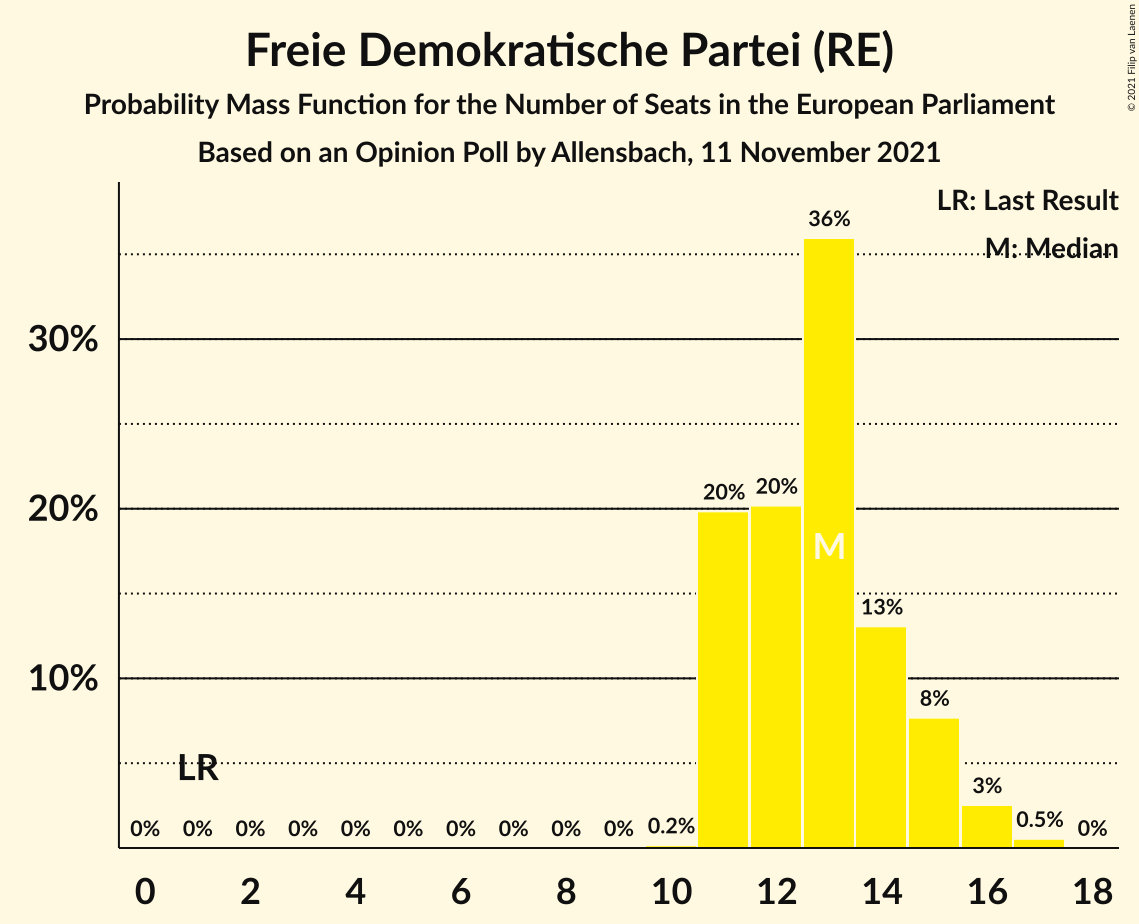 Freie Demokratische Partei (RE)
Probability Mass Function for the Number of Seats in the European Parliament
Based on an Opinion Poll by Allensbach, 11 November 2021
© 2021 Filip van Laenen
LR: Last Result
M: Median
36%
30%
20%
20% 20%
M
13%
10%
8%
LR
3%
0% 0% 0% 0% 0% 0% 0% 0% 0% 0% 0.2% 0.5% 0%
0 2 4 6 8 10 12 14 16 18